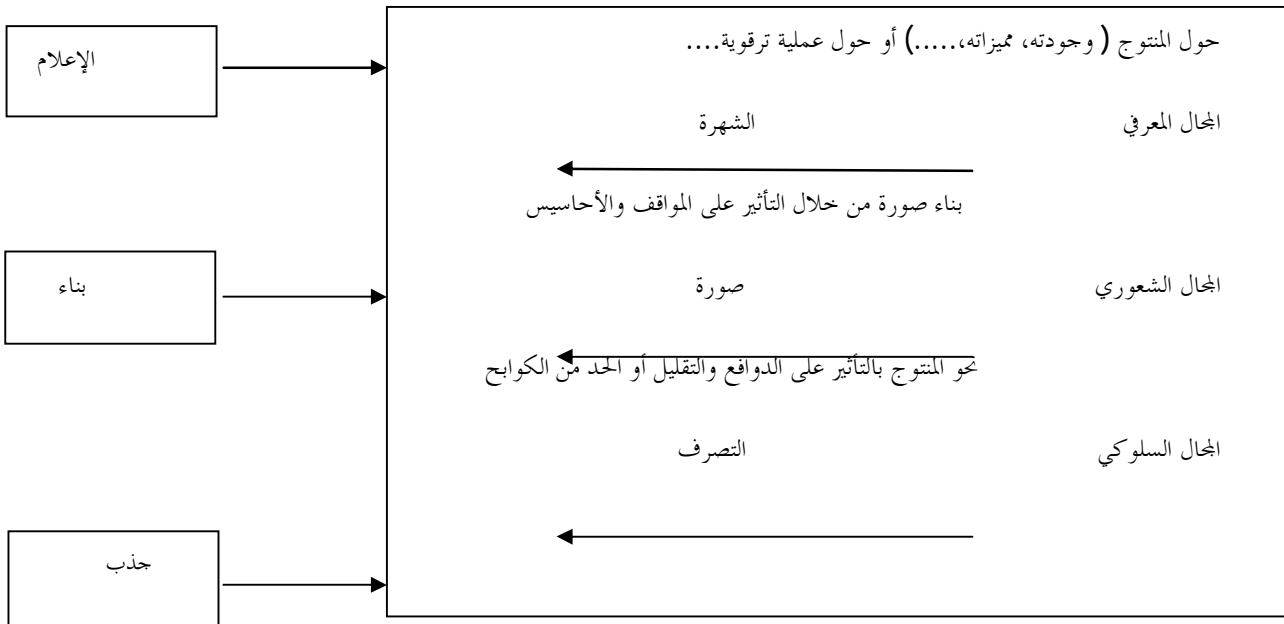 حول المنتوج ( وجودته، مميزاته،.....) أو حول عملية ترقوية....
الإعلام
المجال المعرفي الشهرة
بناء صورة من خلال التأثير على المواقف والأحاسيس
المجال الشعوري صورة
بناء
نحو المنتوج بالتأثير على الدوافع والتقليل أو الحد من الكوابح
المجال السلوكي التصرف
جذب